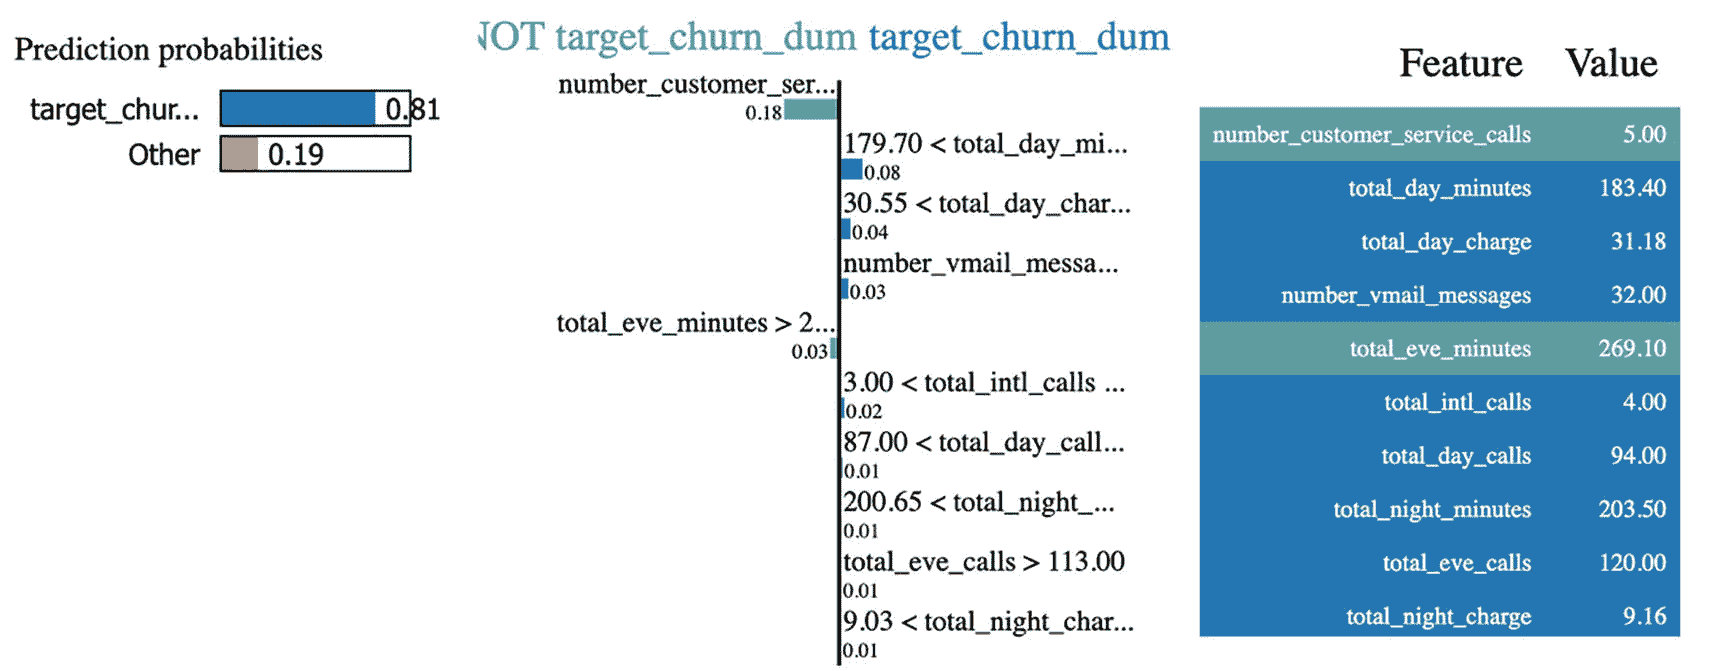 Prediction probabilities
target_chur... 0.81
Other 0.19
NOT target_churn_dum target_churn_dum
number_customer_ser...
0.18
179.70 < total_day_mi...
0.08
30.55 < total_day_char...
0.04
number_vmail_messa...
0.03
total_eve_minutes > 2...
0.03
3.00 < total_intl_calls ...
0.02
87.00 < total_day_call...
0.01
200.65 < total_night_...
0.01
total_eve_calls > 113.00
0.01
9.03 < total_night_char...
0.01
Feature Value
number_customer_service_calls 5.00
total_day_minutes 183.40
total_day_charge 31.18
number_vmail_messages 32.00
total_eve_minutes 269.10
total_intl_calls 4.00
total_day_calls 94.00
total_night_minutes 203.50
total_eve_calls 120.00
total_night_charge 9.16